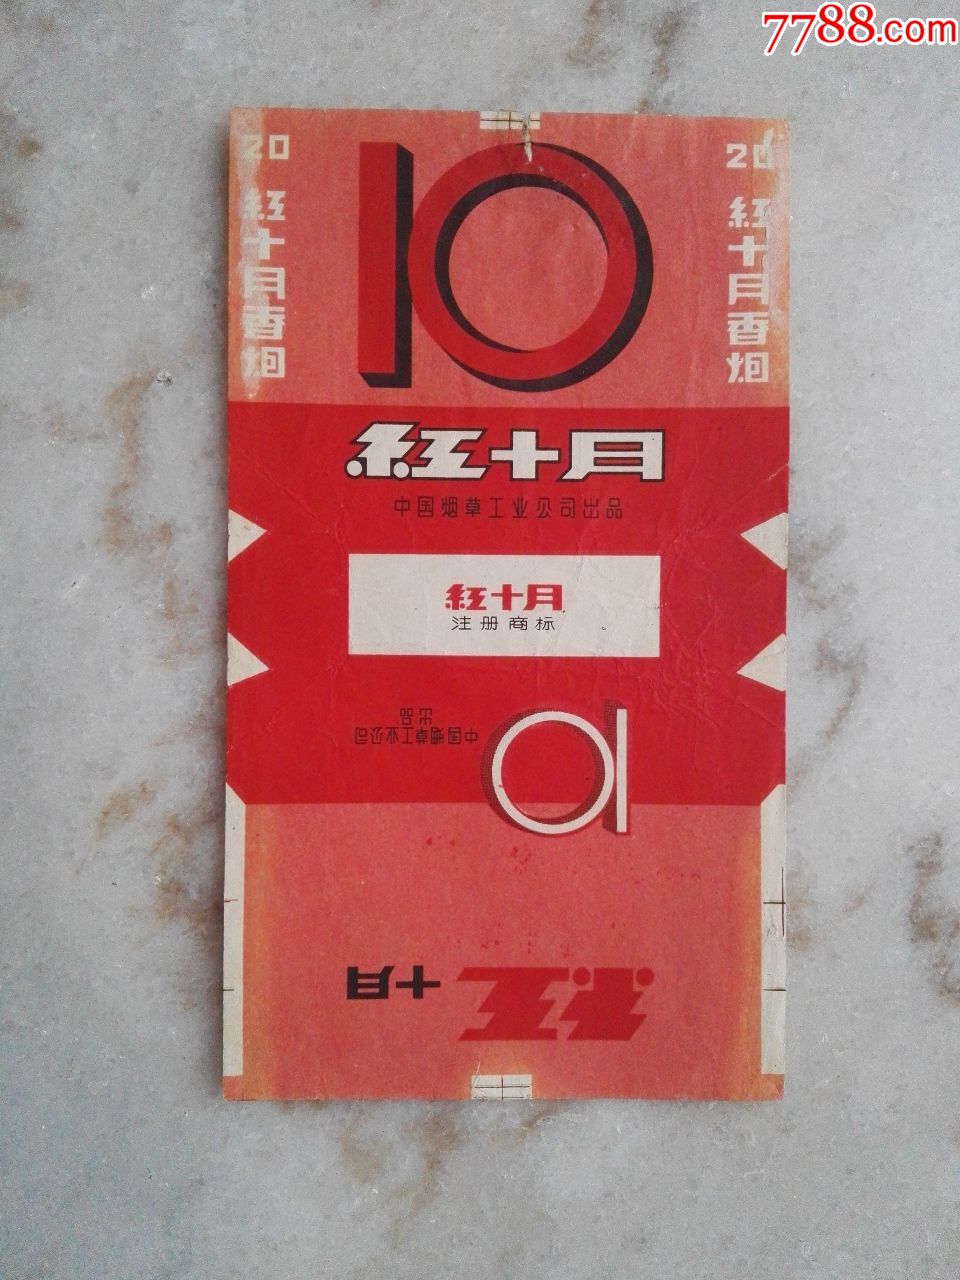 7788.com
20
紅十月香烟
20
紅十月香烟
10
紅十月
中国烟草工业公司出品
紅十月
注册商标
中国烟草工业公司
出品
10
紅十月